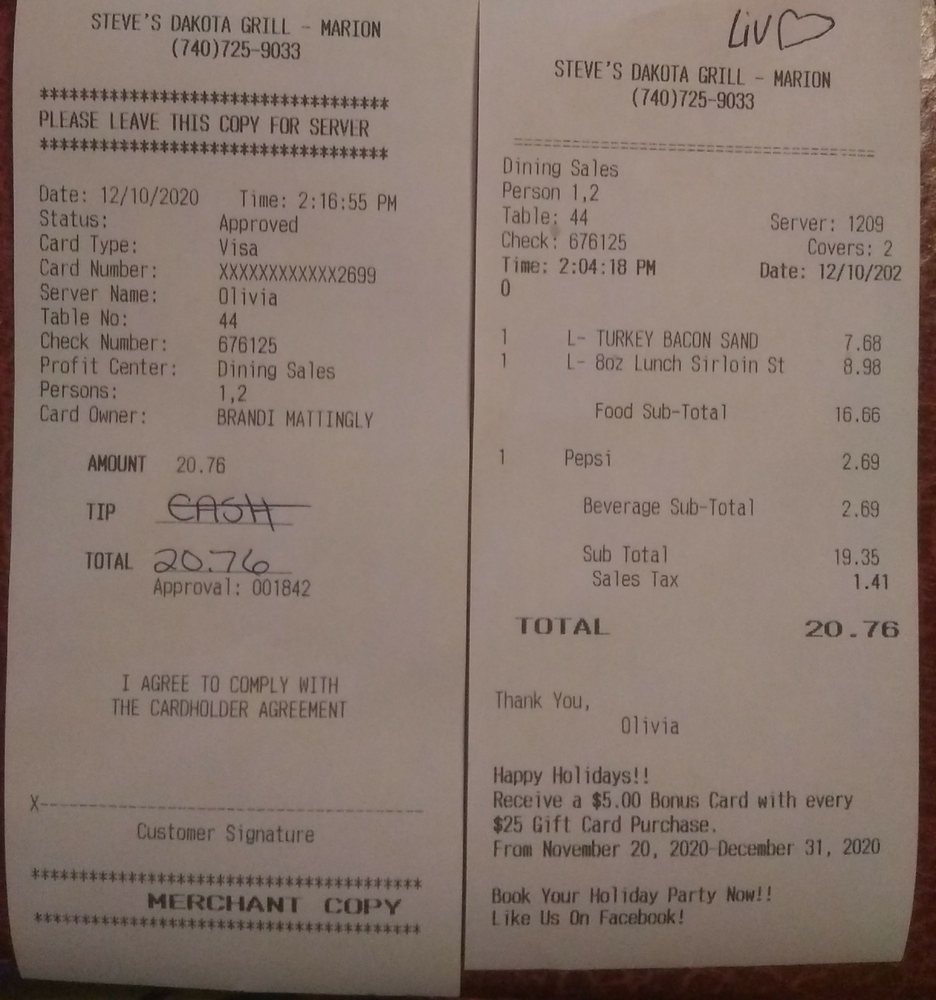 STEVE'S DAKOTA GRILL - MARION
(740)725-9033
***********************************
PLEASE LEAVE THIS COPY FOR SERVER
***********************************
Date: 12/10/2020 Time: 2:16:55 PM
Status: Approved
Card Type: Visa
Card Number: XXXXXXXXXXXX2699
Server Name: Olivia
Table No: 44
Check Number: 676125
Profit Center: Dining Sales
Persons: 1,2
Card Owner: BRANDI MATTINGLY
AMOUNT 20.76
TIP CASH
TOTAL 20.76
Approval: 001842
I AGREE TO COMPLY WITH
THE CARDHOLDER AGREEMENT
X---------------------------------------
Customer Signature
***************************************
MERCHANT COPY
***************************************
Liv♡
STEVE'S DAKOTA GRILL - MARION
(740)725-9033
=====================================
Dining Sales
Person 1,2
Table: 44 Server: 1209
Check: 676125 Covers: 2
Time: 2:04:18 PM Date: 12/10/202
0
1 L- TURKEY BACON SAND 7.68
1 L- 8oz Lunch Sirloin St 8.98
Food Sub-Total 16.66
1 Pepsi 2.69
Beverage Sub-Total 2.69
Sub Total 19.35
Sales Tax 1.41
TOTAL 20.76
Thank You,
Olivia
Happy Holidays!!
Receive a $5.00 Bonus Card with every
$25 Gift Card Purchase.
From November 20, 2020-December 31, 2020
Book Your Holiday Party Now!!
Like Us On Facebook!